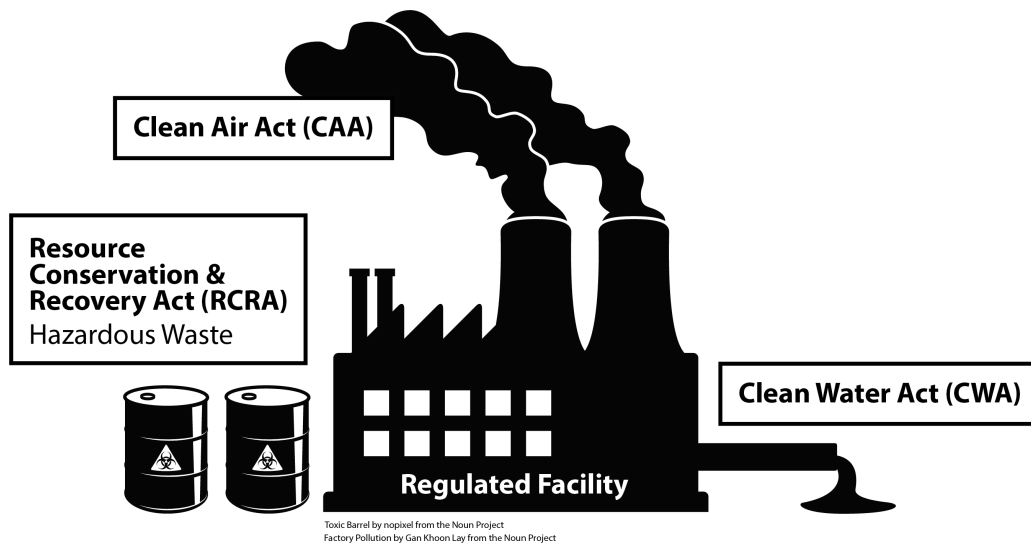 Clean Air Act (CAA)
Resource
Conservation &
Recovery Act (RCRA)
Hazardous Waste
Clean Water Act (CWA)
Regulated Facility
Toxic Barrel by nopixel from the Noun Project
Factory Pollution by Gan Khoon Lay from the Noun Project